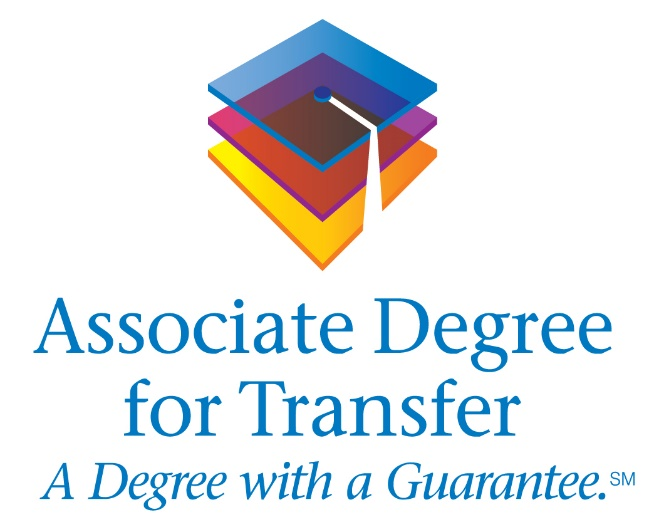 Associate Degree
for Transfer
A Degree with a Guarantee.℠